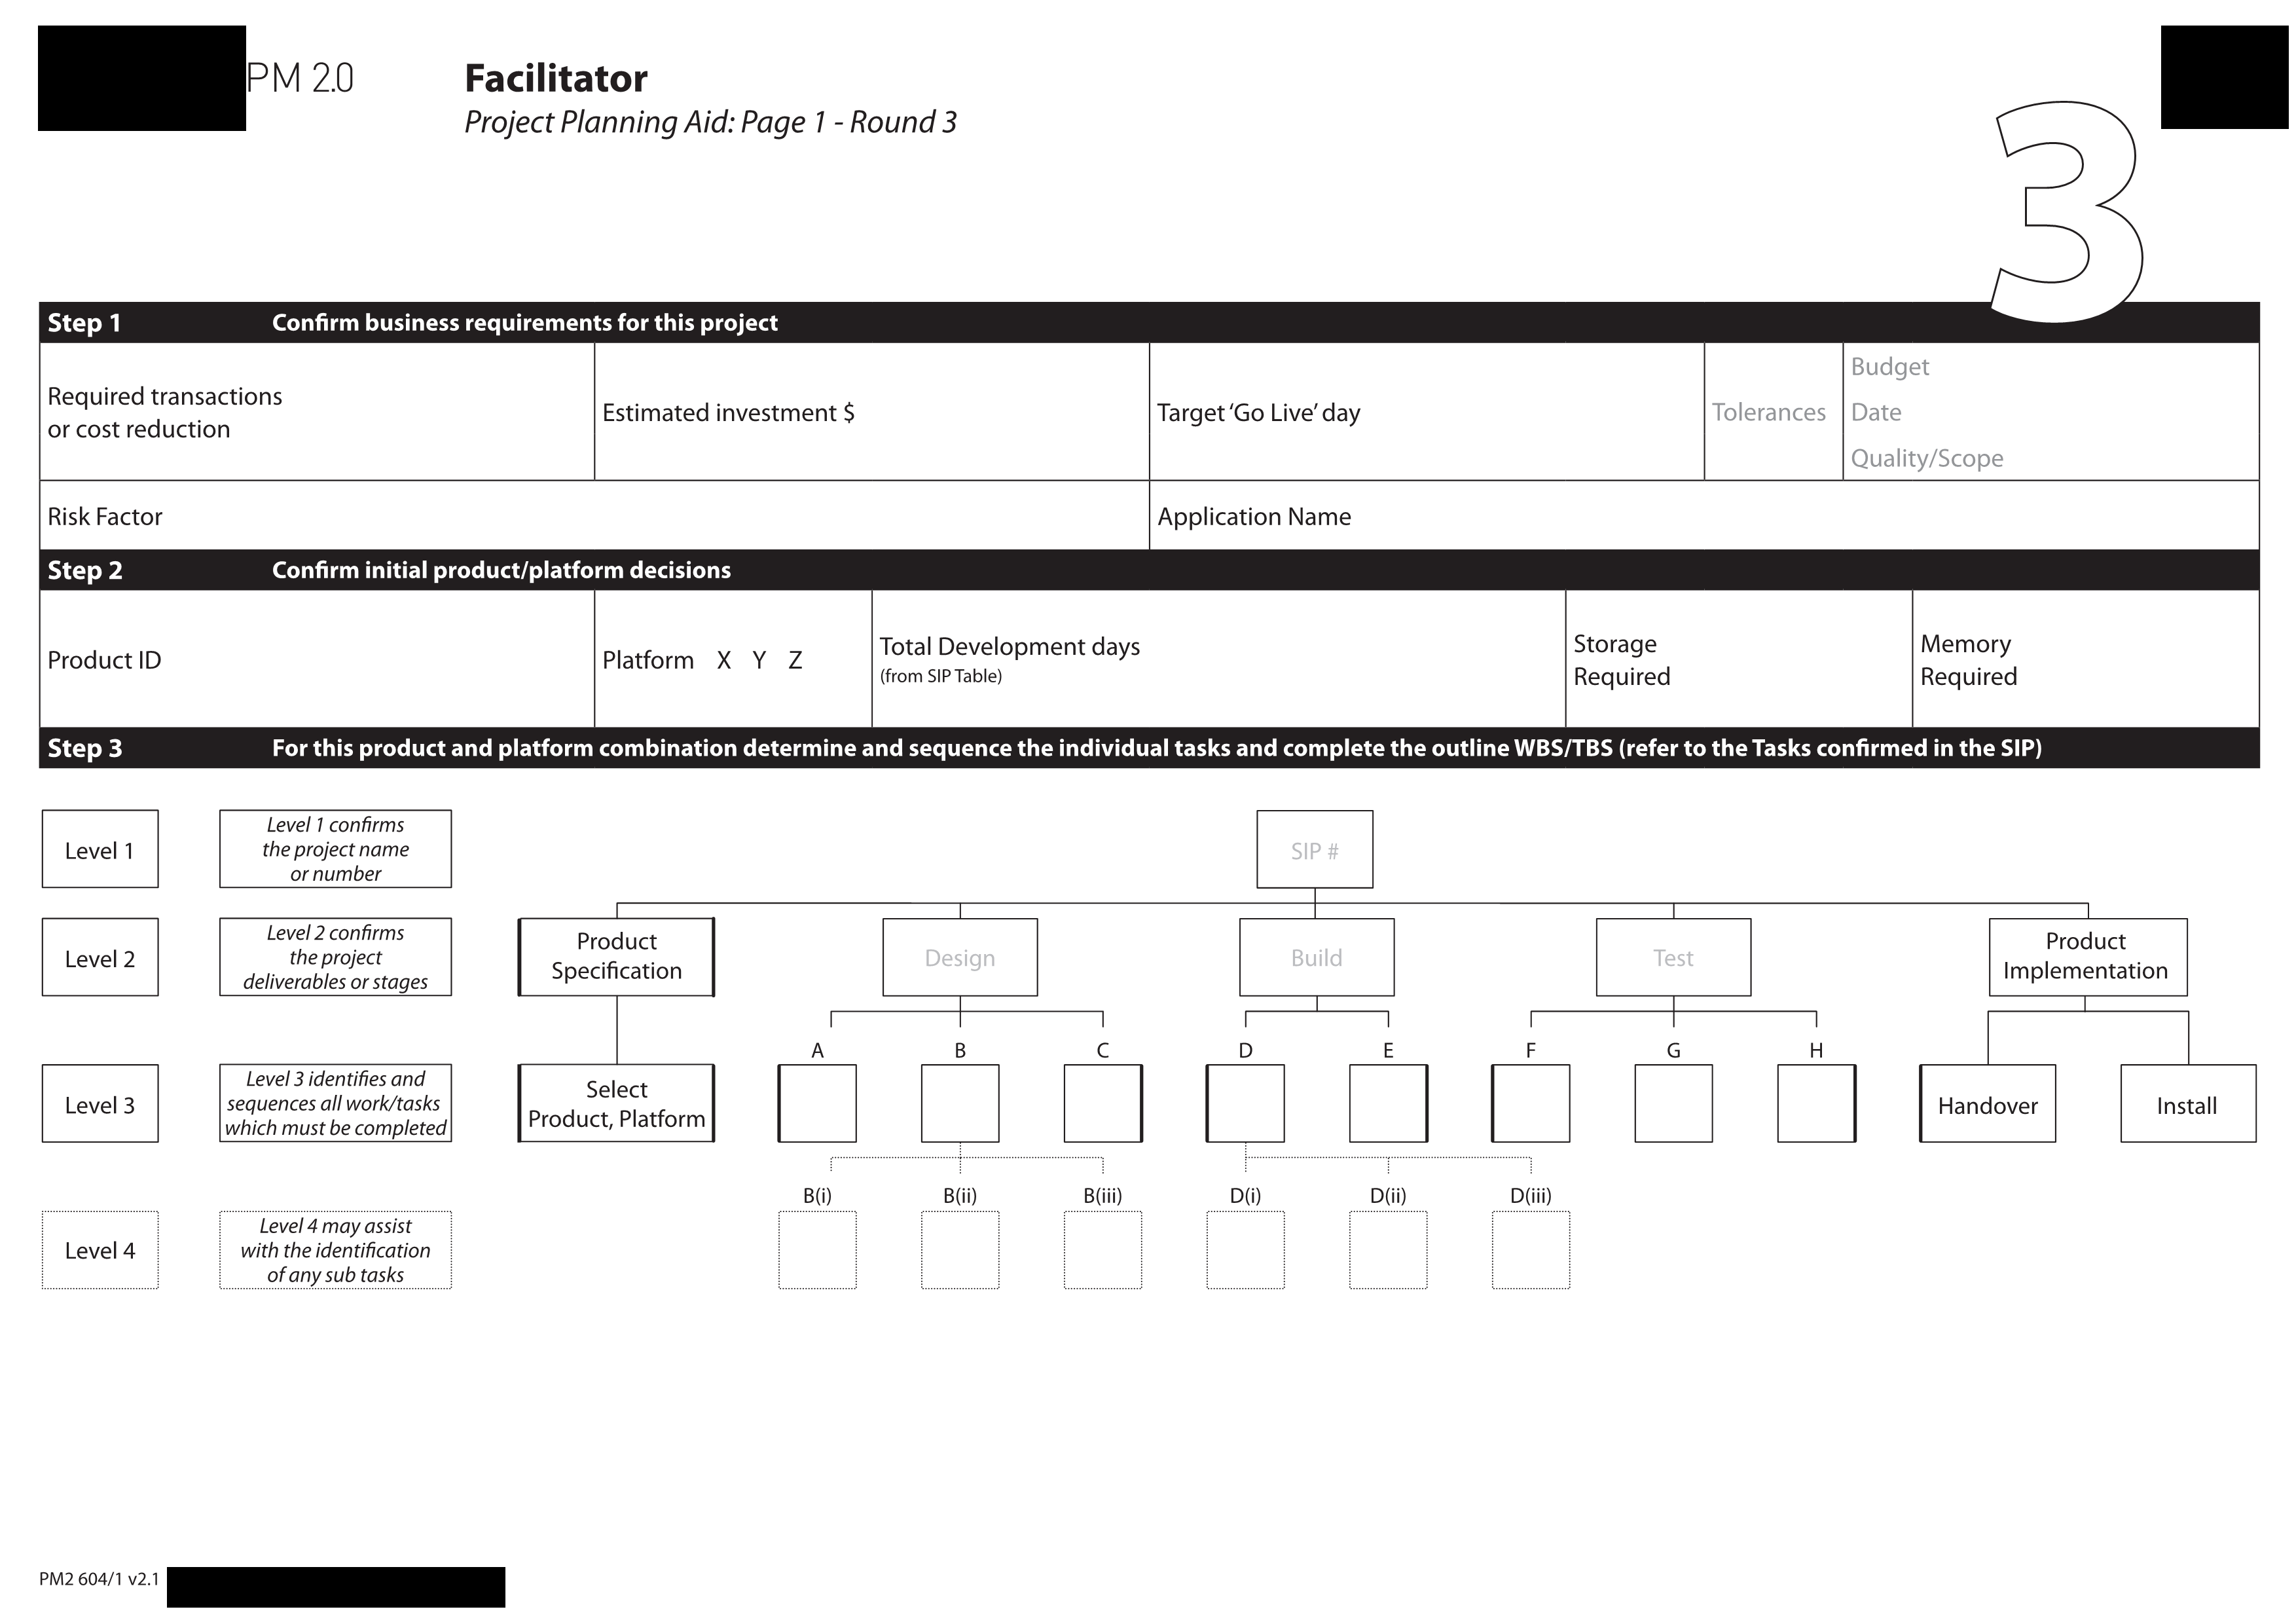 PM 2.0
Facilitator
Project Planning Aid: Page 1 - Round 3
3
Step 1 Confirm business requirements for this project
Required transactions
or cost reduction
Estimated investment $
Target ‘Go Live’ day
Tolerances
Budget
Date
Quality/Scope
Risk Factor
Application Name
Step 2 Confirm initial product/platform decisions
Product ID
Platform X Y Z
Total Development days
(from SIP Table)
Storage
Required
Memory
Required
Step 3 For this product and platform combination determine and sequence the individual tasks and complete the outline WBS/TBS (refer to the Tasks confirmed in the SIP)
Level 1
Level 1 confirms
the project name
or number
SIP #
Level 2
Level 2 confirms
the project
deliverables or stages
Product
Specification
Design
Build
Test
Product
Implementation
A B C D E F G H
Level 3
Level 3 identifies and
sequences all work/tasks
which must be completed
Select
Product, Platform
Handover
Install
B(i) B(ii) B(iii) D(i) D(ii) D(iii)
Level 4
Level 4 may assist
with the identification
of any sub tasks
PM2 604/1 v2.1